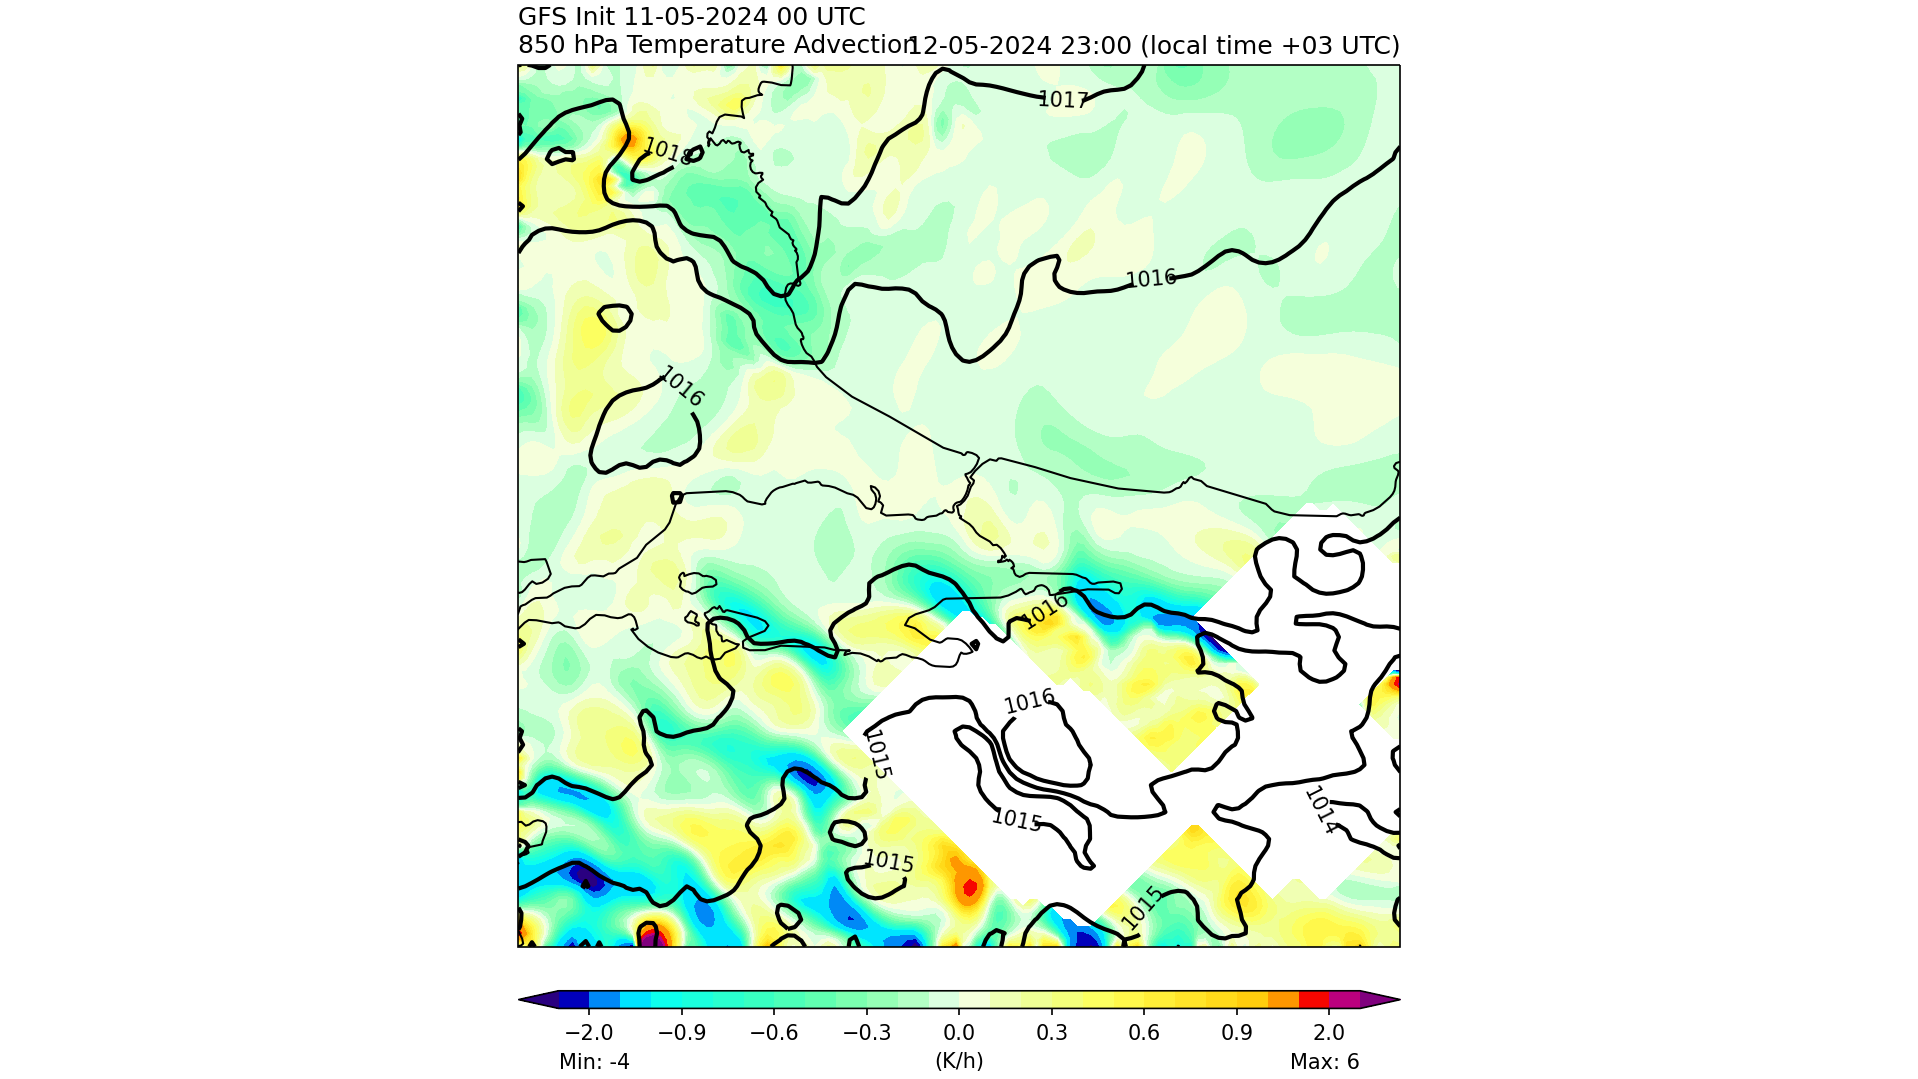 GFS Init 11-05-2024 00 UTC
850 hPa Temperature Advection
12-05-2024 23:00 (local time +03 UTC)
1017
1018
1016
1016
1016
1016
1015
1015
1014
1015
1015
−2.0 −0.9 −0.6 −0.3 0.0 0.3 0.6 0.9 2.0
Min: -4 (K/h) Max: 6